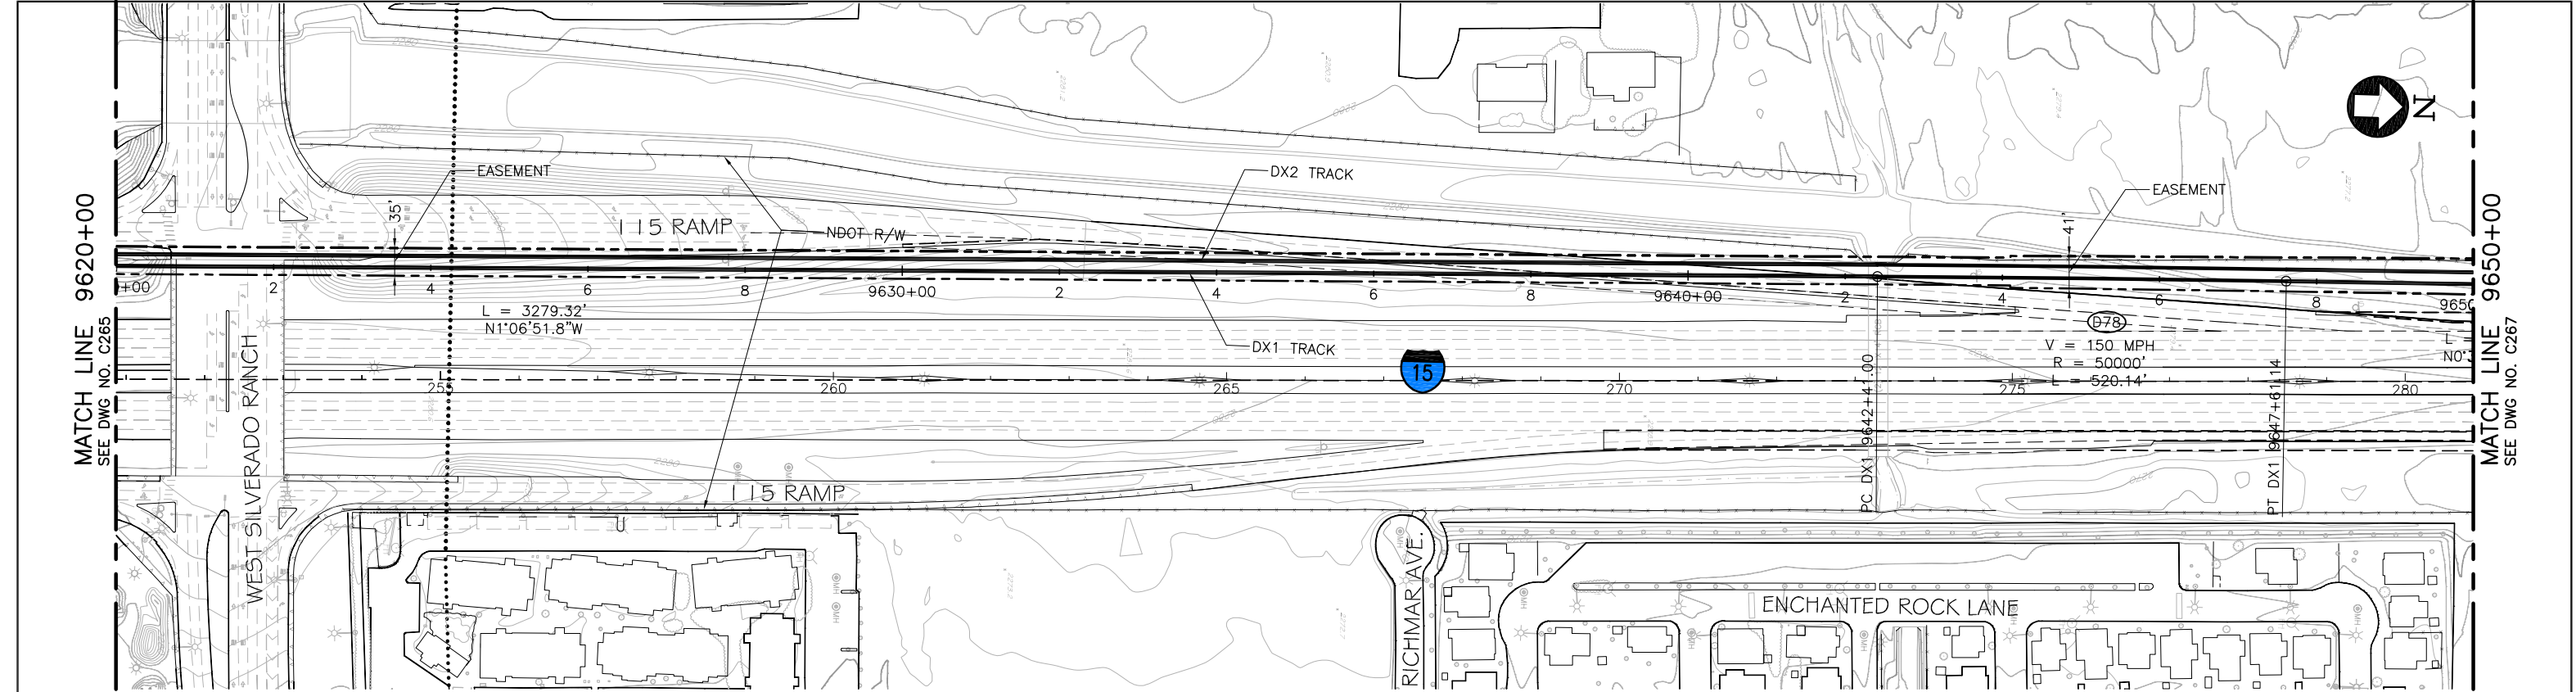 MATCH LINE 9620+00
SEE DWG NO. C265
EASEMENT
35'
I 15 RAMP
NDOT R/W
DX2 TRACK
EASEMENT
41'
N
+00
2
4
6
8
9630+00
2
4
6
8
9640+00
2
4
6
8
L = 3279.32'
N1°06'51.8"W
DX1 TRACK
D78
V = 150 MPH
R = 50000'
L = 520.14'
15
260
265
270
275
280
PC DX1 9642+41.00
PT DX1 9647+61.14
WEST SILVERADO RANCH
I 15 RAMP
RICHMAR AVE.
ENCHANTED ROCK LANE
MATCH LINE 9650+00
SEE DWG NO. C267